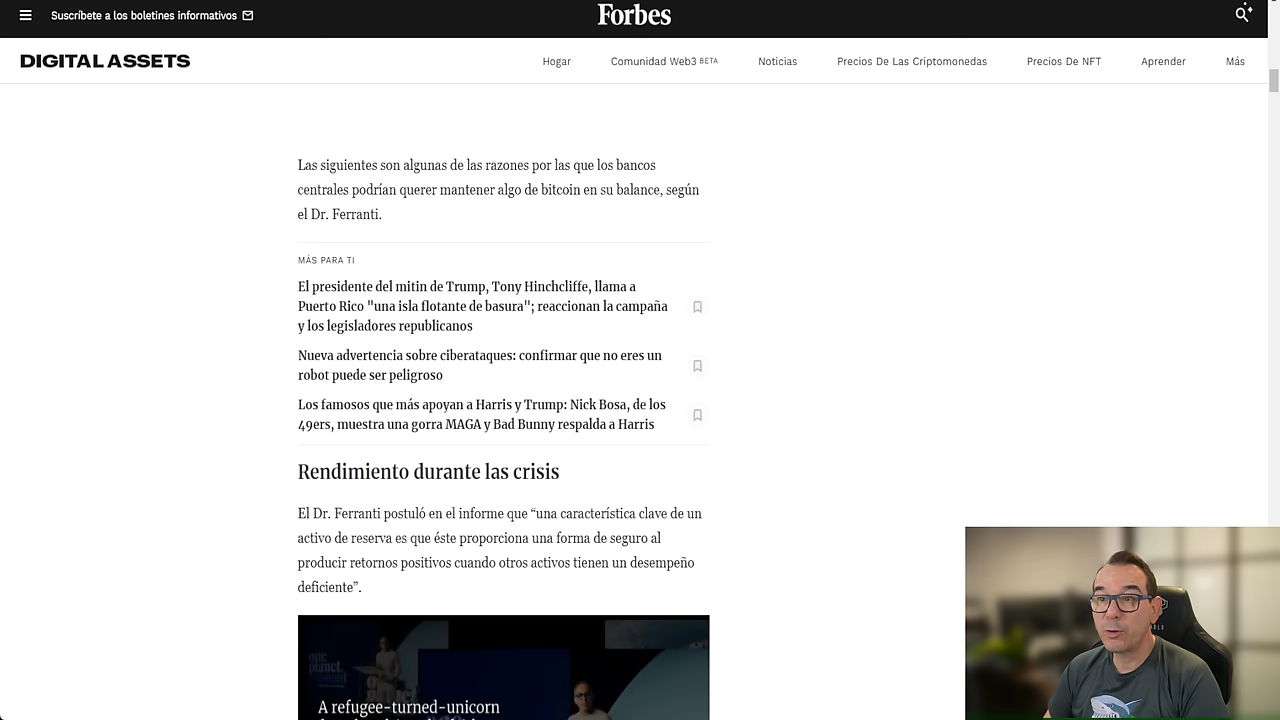 Suscríbete a los boletines informativos
Forbes
DIGITAL ASSETS
Hogar
Comunidad Web3 BETA
Noticias
Precios De Las Criptomonedas
Precios De NFT
Aprender
Más
Las siguientes son algunas de las razones por las que los bancos
centrales podrían querer mantener algo de bitcoin en su balance, según
el Dr. Ferranti.
MÁS PARA TI
El presidente del mitin de Trump, Tony Hinchcliffe, llama a
Puerto Rico "una isla flotante de basura"; reaccionan la campaña
y los legisladores republicanos
Nueva advertencia sobre ciberataques: confirmar que no eres un
robot puede ser peligroso
Los famosos que más apoyan a Harris y Trump: Nick Bosa, de los
49ers, muestra una gorra MAGA y Bad Bunny respalda a Harris
Rendimiento durante las crisis
El Dr. Ferranti postuló en el informe que “una característica clave de un
activo de reserva es que éste proporciona una forma de seguro al
producir retornos positivos cuando otros activos tienen un desempeño
deficiente”.
one
planet.
A refugee-turned-unicorn